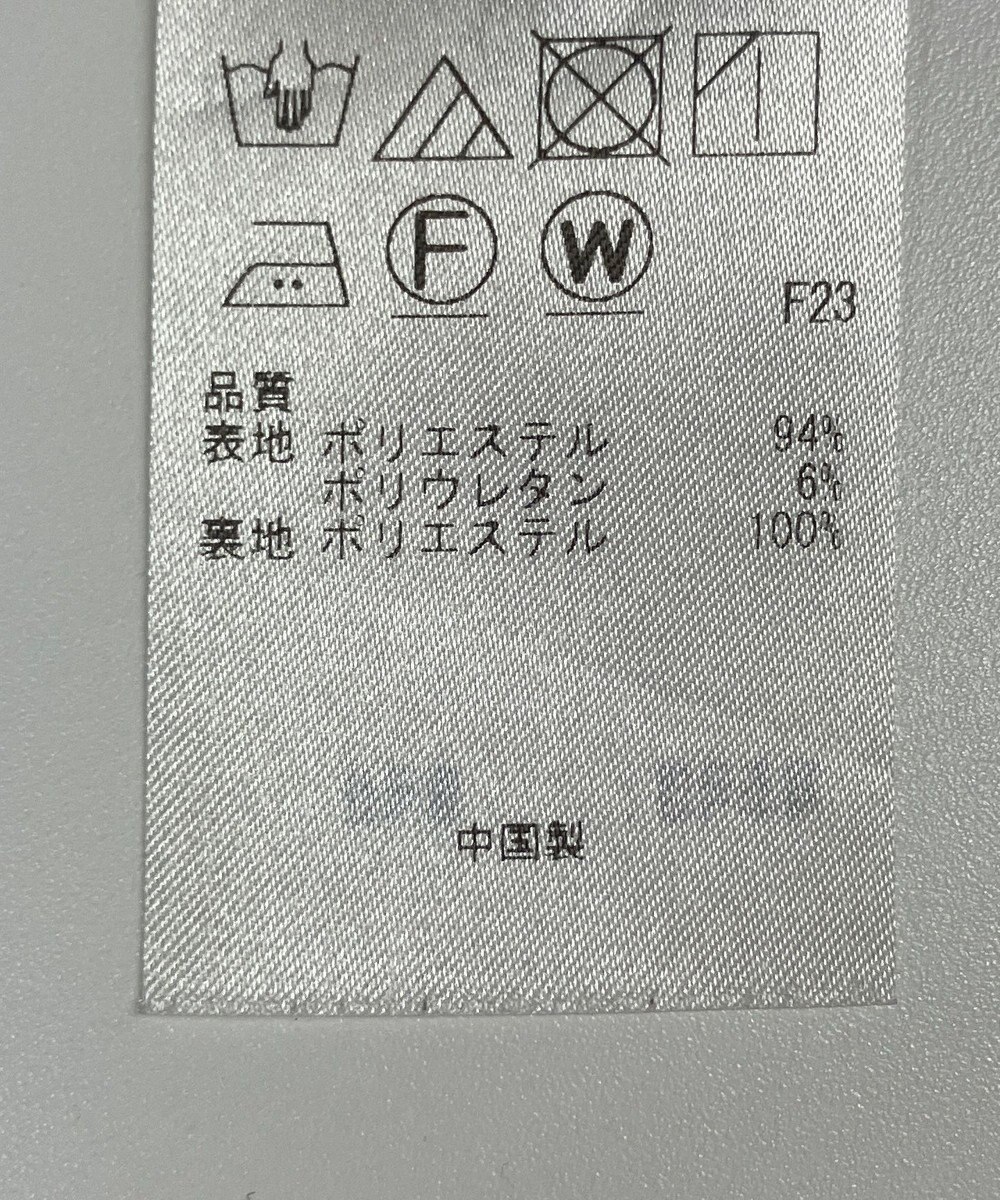 F W
F23
品質
表地 ポリエステル 94%
ポリウレタン 6%
裏地 ポリエステル 100%
中国製